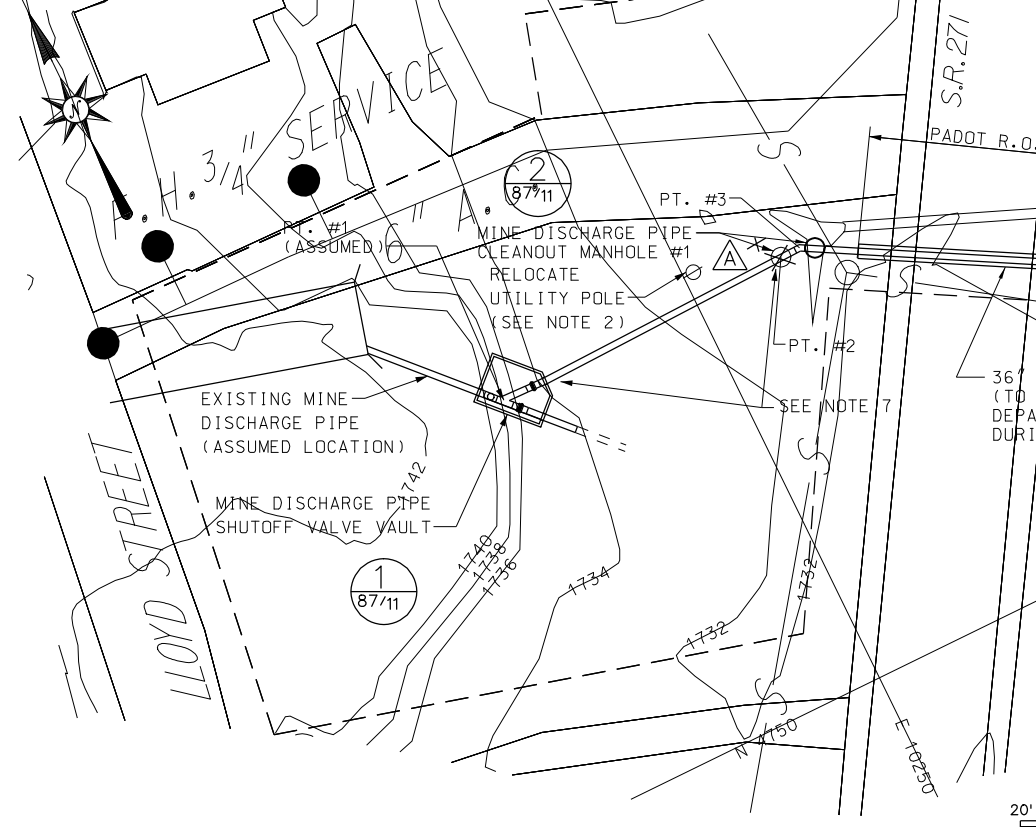 S.R.271
PADOT R.O.
SERVICE
3/4"
H.
6" A.
N
2
87/11
PT. #3
PT. #1
(ASSUMED)
MINE DISCHARGE PIPE
CLEANOUT MANHOLE #1
A
RELOCATE
UTILITY POLE
(SEE NOTE 2)
S
S
PT. #2
36"
(TO
DEPA
DURI
EXISTING MINE
DISCHARGE PIPE
(ASSUMED LOCATION)
SEE NOTE 7
S
1742
MINE DISCHARGE PIPE
SHUTOFF VALVE VAULT
LLOYD STREET
1740
1738
1736
1734
1732
1732
1
87/11
S
N 4750
E 10250
20'